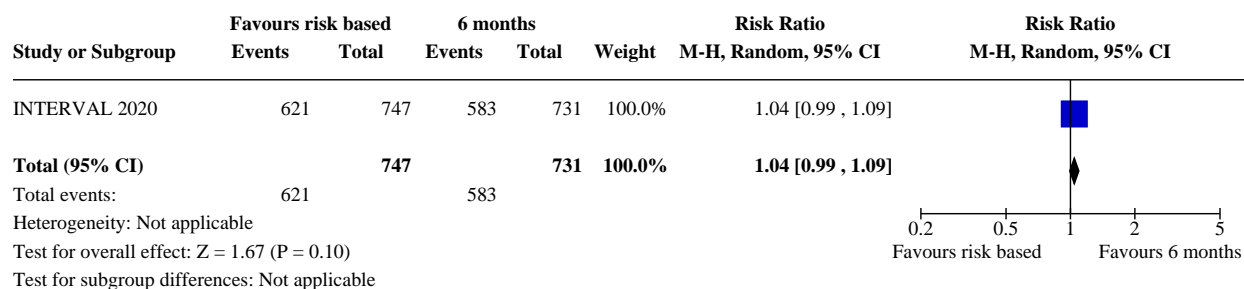 Favours risk based 6 months Risk Ratio Risk Ratio
Study or Subgroup Events Total Events Total Weight M-H, Random, 95% CI M-H, Random, 95% CI
INTERVAL 2020 621 747 583 731 100.0% 1.04 [0.99 , 1.09]
Total (95% CI) 747 731 100.0% 1.04 [0.99 , 1.09]
Total events: 621 583
Heterogeneity: Not applicable
0.2 0.5 1 2 5
Test for overall effect: Z = 1.67 (P = 0.10) Favours risk based Favours 6 months
Test for subgroup differences: Not applicable